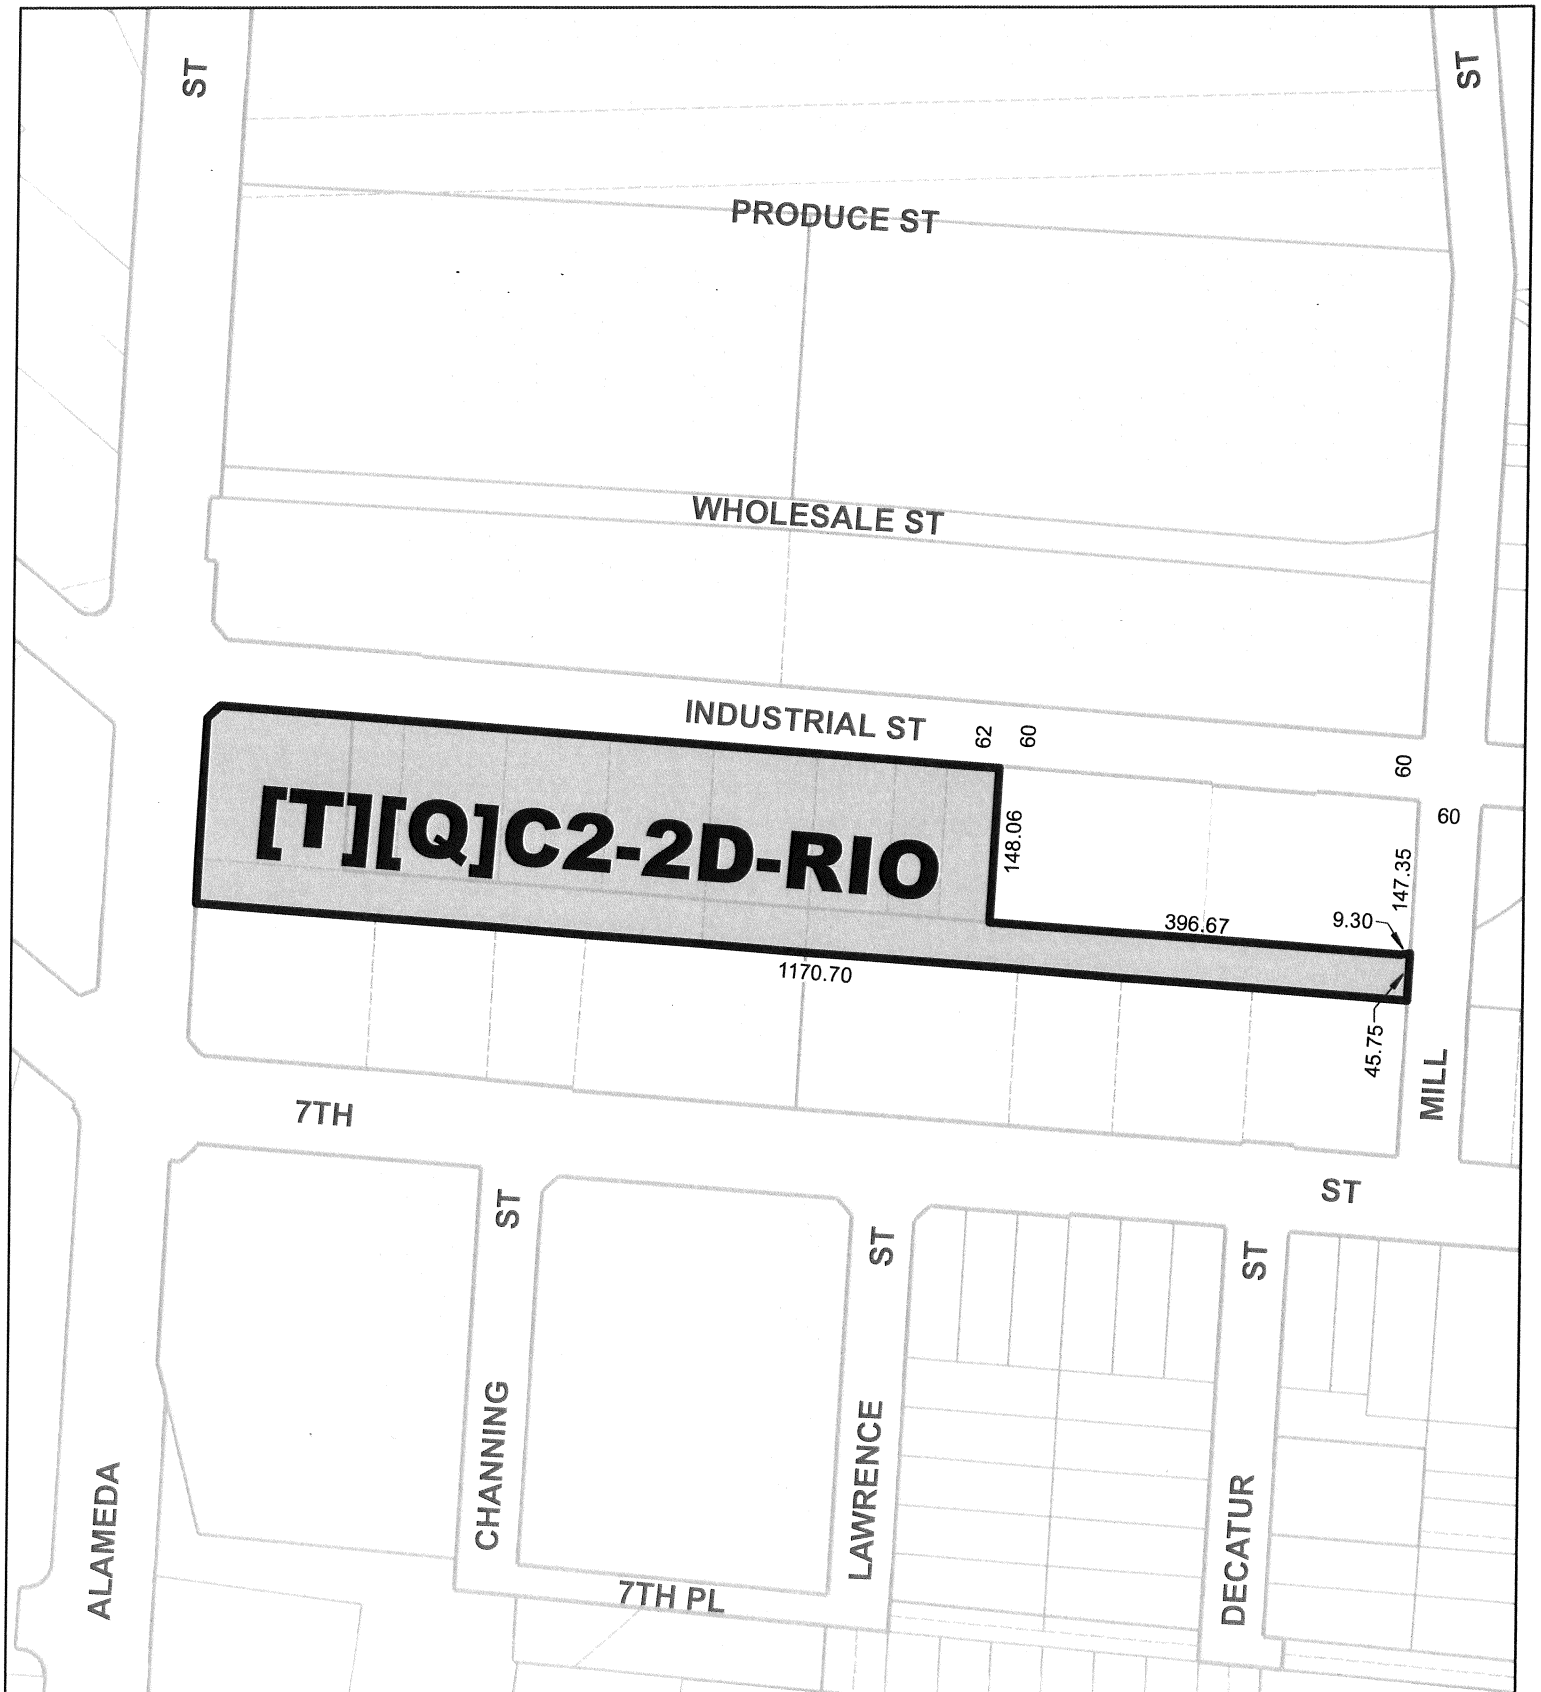 ST
ST
PRODUCE ST
WHOLESALE ST
INDUSTRIAL ST
62
60
60
60
[T][Q]C2-2D-RIO
148.06
147.35
396.67
9.30
1170.70
45.75
MILL
7TH
ST
ST
ST
ST
CHANNING
LAWRENCE
ALAMEDA
DECATUR
7TH PL